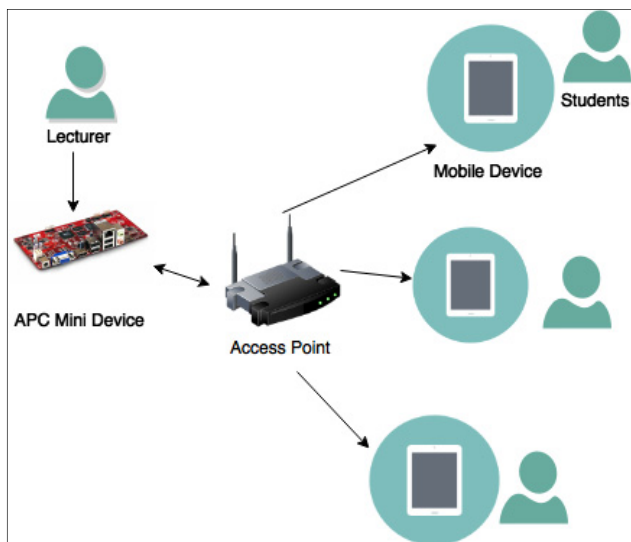 Lecturer
Students
Mobile Device
APC Mini Device
Access Point